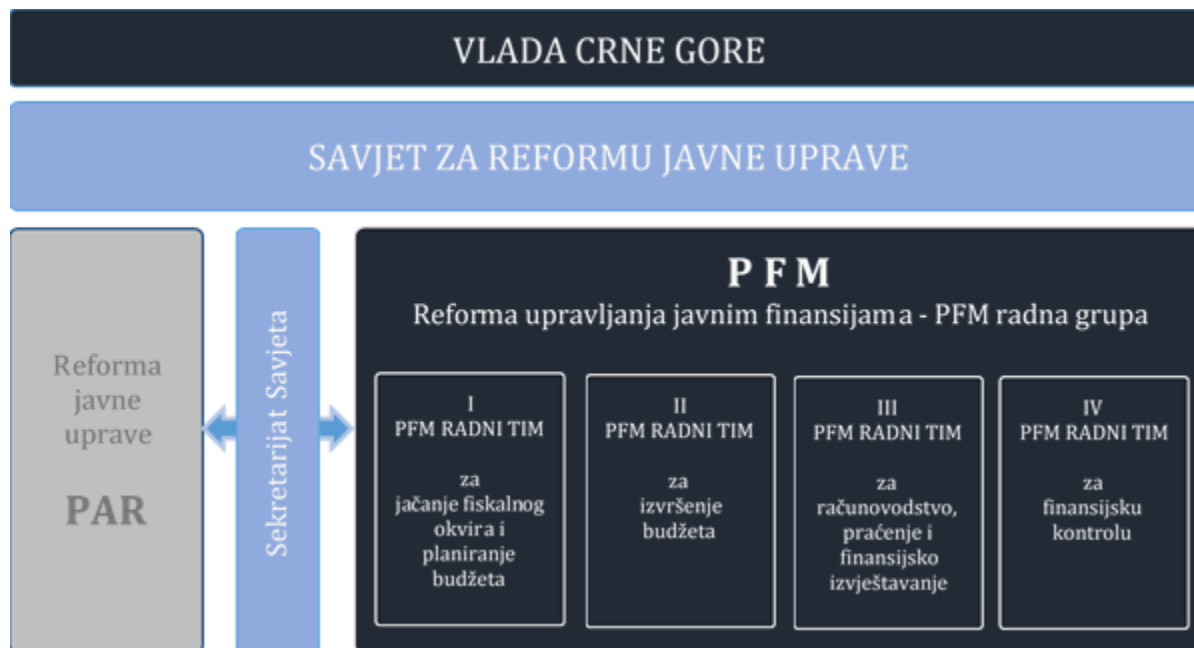 VLADA CRNE GORE
SAVJET ZA REFORMU JAVNE UPRAVE
Reforma
javne
uprave
PAR
Sekretarijat Savjeta
P F M
Reforma upravljanja javnim finansijama - PFM radna grupa
I
PFM RADNI TIM
za
jačanje fiskalnog
okvira i
planiranje
budžeta
II
PFM RADNI TIM
za
izvršenje
budžeta
III
PFM RADNI TIM
za
računovodstvo,
praćenje i
finansijsko
izvještavanje
IV
PFM RADNI TIM
za
finansijsku
kontrolu